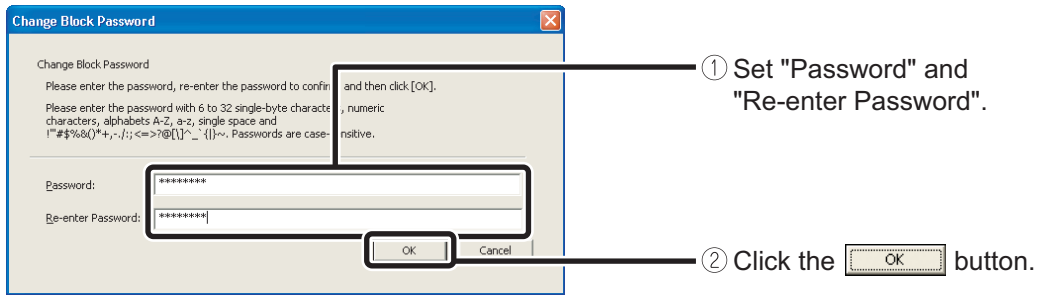 Change Block Password
Change Block Password
Please enter the password, re-enter the password to confir and then click [OK].
Please enter the password with 6 to 32 single-byte characte , numeric
characters, alphabets A-Z, a-z, single space and
!"#$%&()*+,-./:;<=>?@[\]^_`{|}~. Passwords are case- nsitive.
Password: ********
Re-enter Password: ********
OK Cancel
① Set "Password" and
"Re-enter Password".
② Click the OK button.